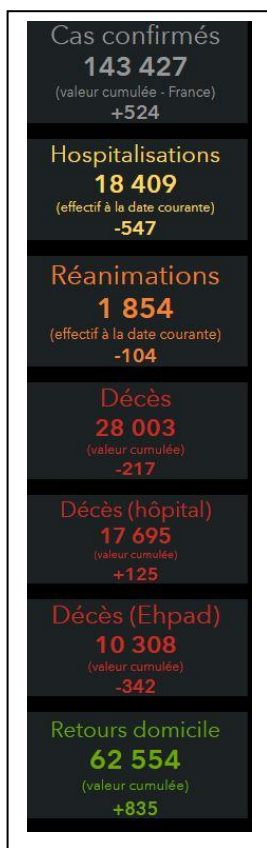 Cas confirmés
143 427
(valeur cumulée - France)
+524
Hospitalisations
18 409
(effectif à la date courante)
-547
Réanimations
1 854
(effectif à la date courante)
-104
Décès
28 003
(valeur cumulée)
-217
Décès (hôpital)
17 695
(valeur cumulée)
+125
Décès (Ehpad)
10 308
(valeur cumulée)
-342
Retours domicile
62 554
(valeur cumulée)
+835